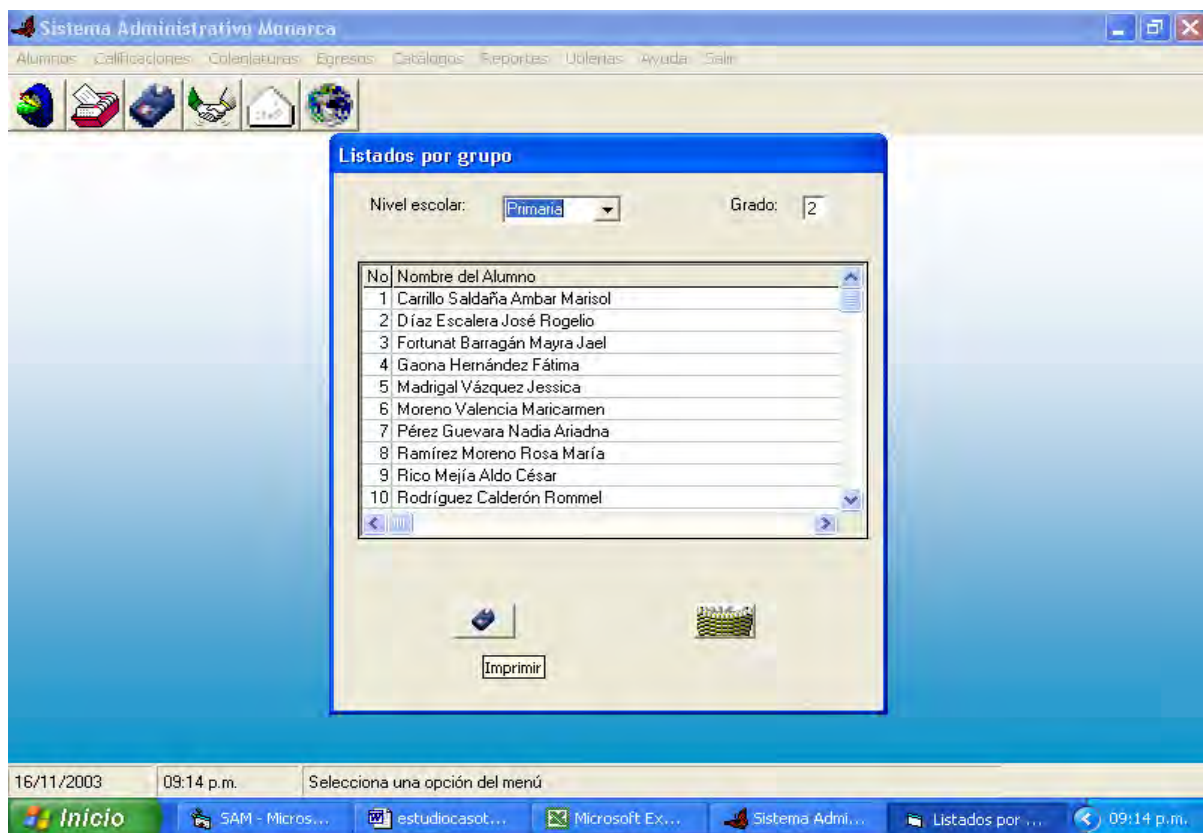 Sistema Administrativo Monarca
Alumnos Calificaciones Colegiaturas Egresos Catálogos Reportes Utilerías Ayuda Salir
Listados por grupo
Nivel escolar: Primaria Grado: 2
No Nombre del Alumno
1 Carrillo Saldaña Ambar Marisol
2 Díaz Escalera José Rogelio
3 Fortunat Barragán Mayra Jael
4 Gaona Hernández Fátima
5 Madrigal Vázquez Jessica
6 Moreno Valencia Maricarmen
7 Pérez Guevara Nadia Ariadna
8 Ramírez Moreno Rosa María
9 Rico Mejía Aldo César
10 Rodríguez Calderón Rommel
Imprimir
16/11/2003 09:14 p.m. Selecciona una opción del menú
Inicio SAM - Micros... estudiocasot... Microsoft Ex... Sistema Admi... Listados por ... 09:14 p.m.